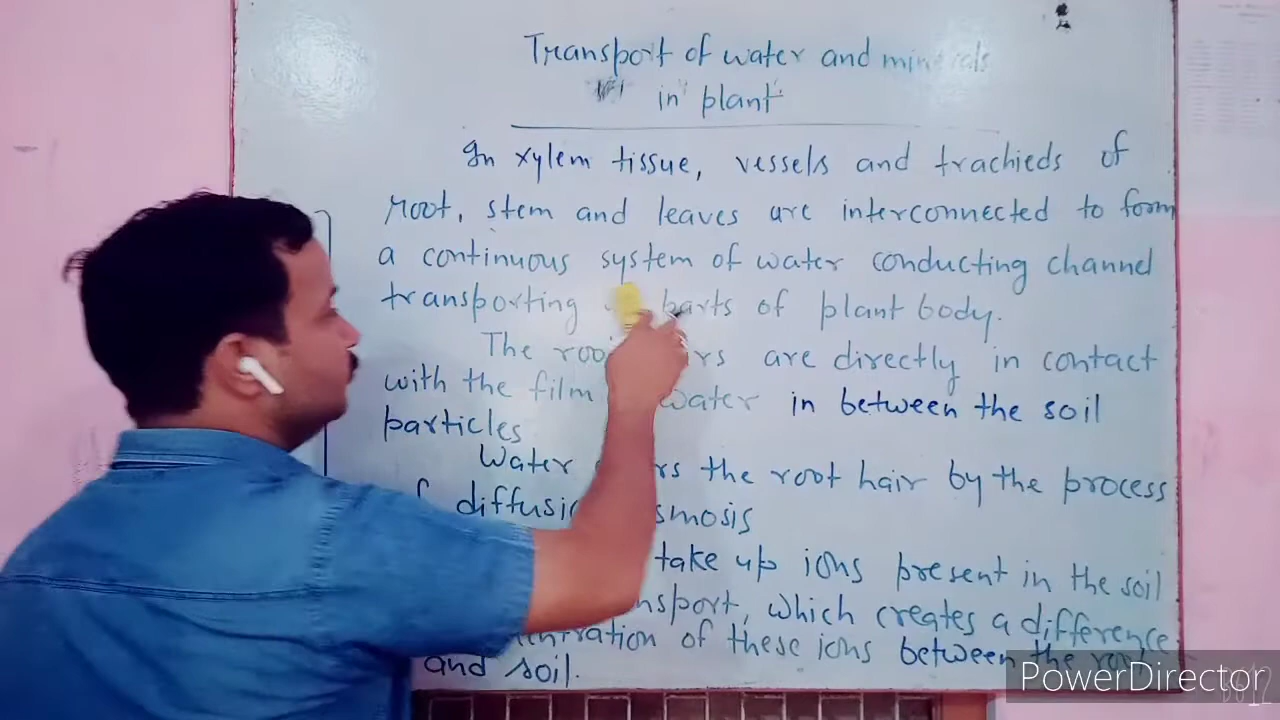 Transport of water and minerals
in plant
In xylem tissue, vessels and trachieds of
root, stem and leaves are interconnected to form
a continuous system of water conducting channel
transporting parts of plant body.
The are directly in contact
with the film water in between the soil
particles
Water the root hair by the process
smosis
take up ions present in the soil
nsport, which creates a difference
of these ions between the
and soil.
PowerDirector